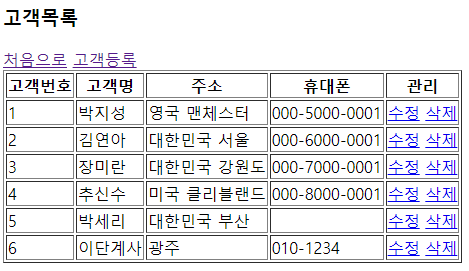 고객목록
처음으로 고객등록
고객번호 고객명 주소 휴대폰 관리
1 박지성 영국 맨체스터 000-5000-0001 수정 삭제
2 김연아 대한민국 서울 000-6000-0001 수정 삭제
3 장미란 대한민국 강원도 000-7000-0001 수정 삭제
4 추신수 미국 클리블랜드 000-8000-0001 수정 삭제
5 박세리 대한민국 부산 수정 삭제
6 이단계사 광주 010-1234 수정 삭제